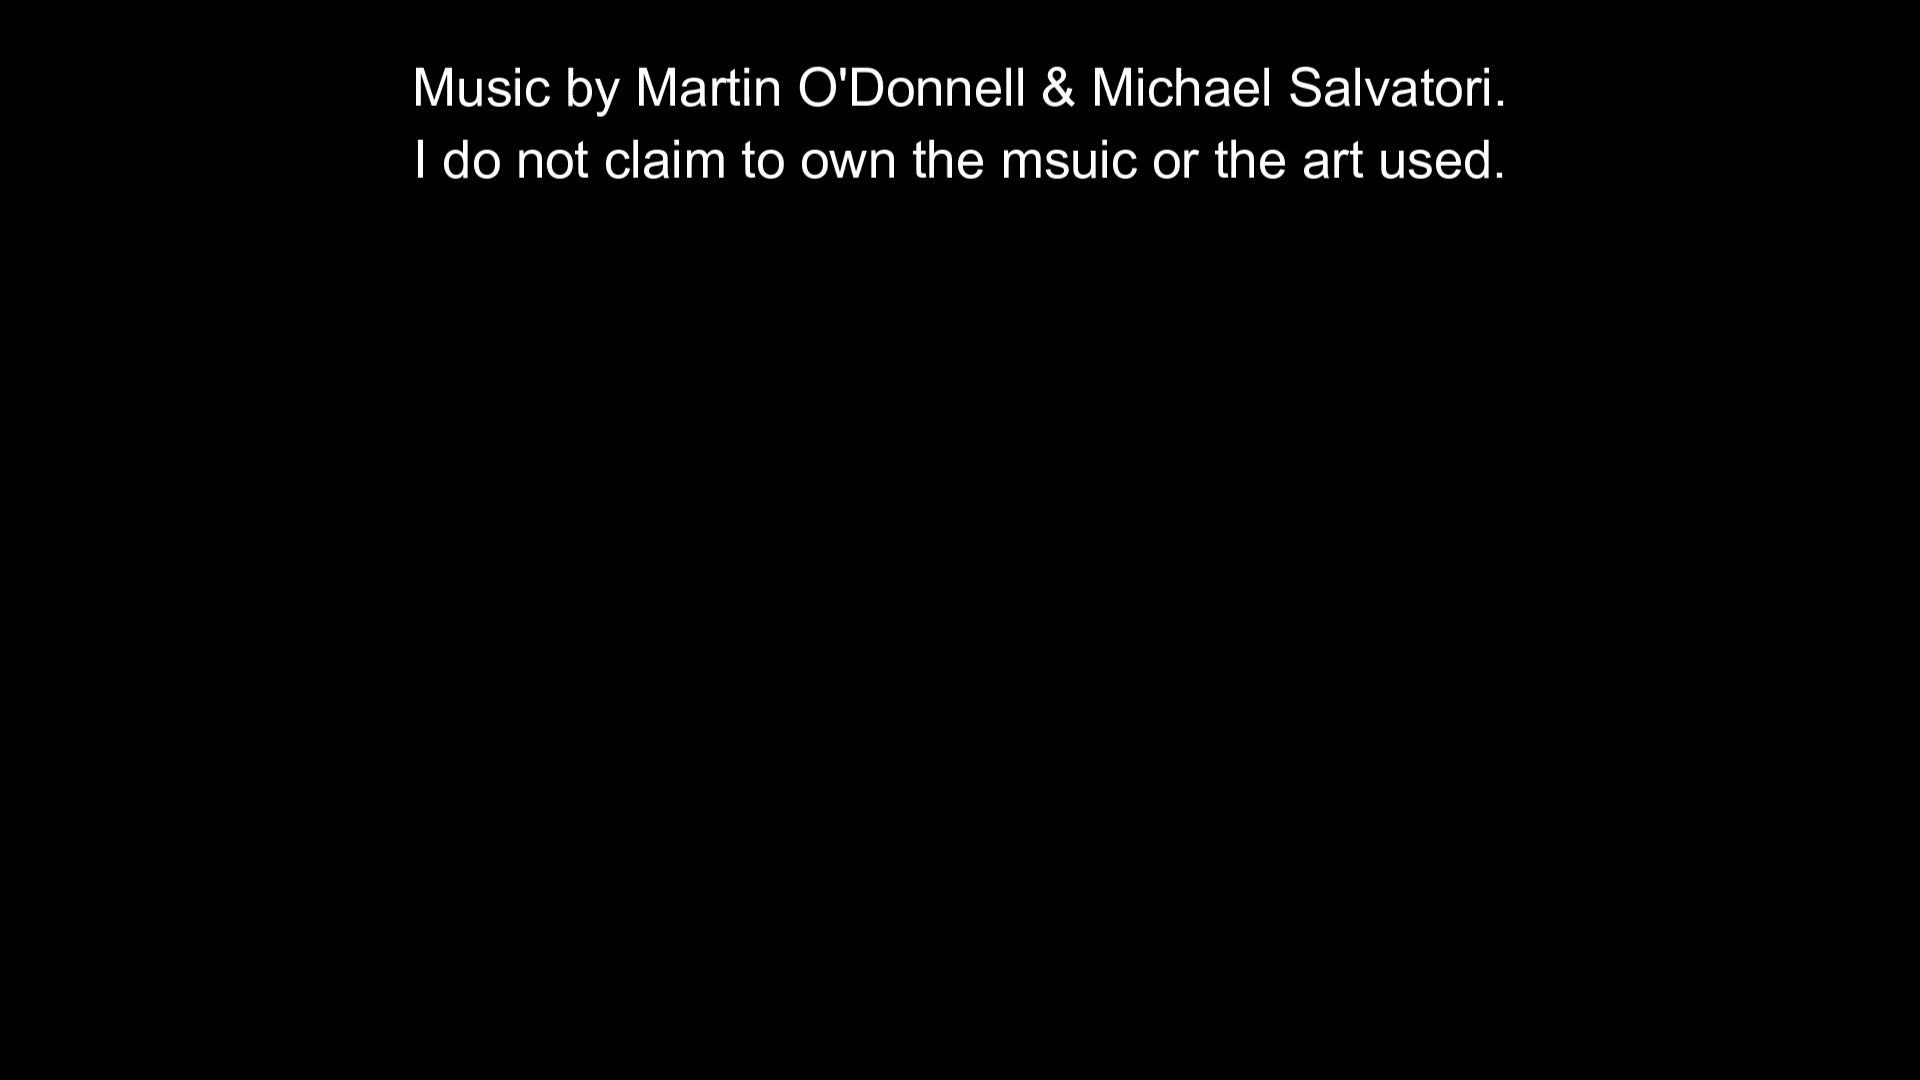 Music by Martin O'Donnell & Michael Salvatori.
I do not claim to own the msuic or the art used.